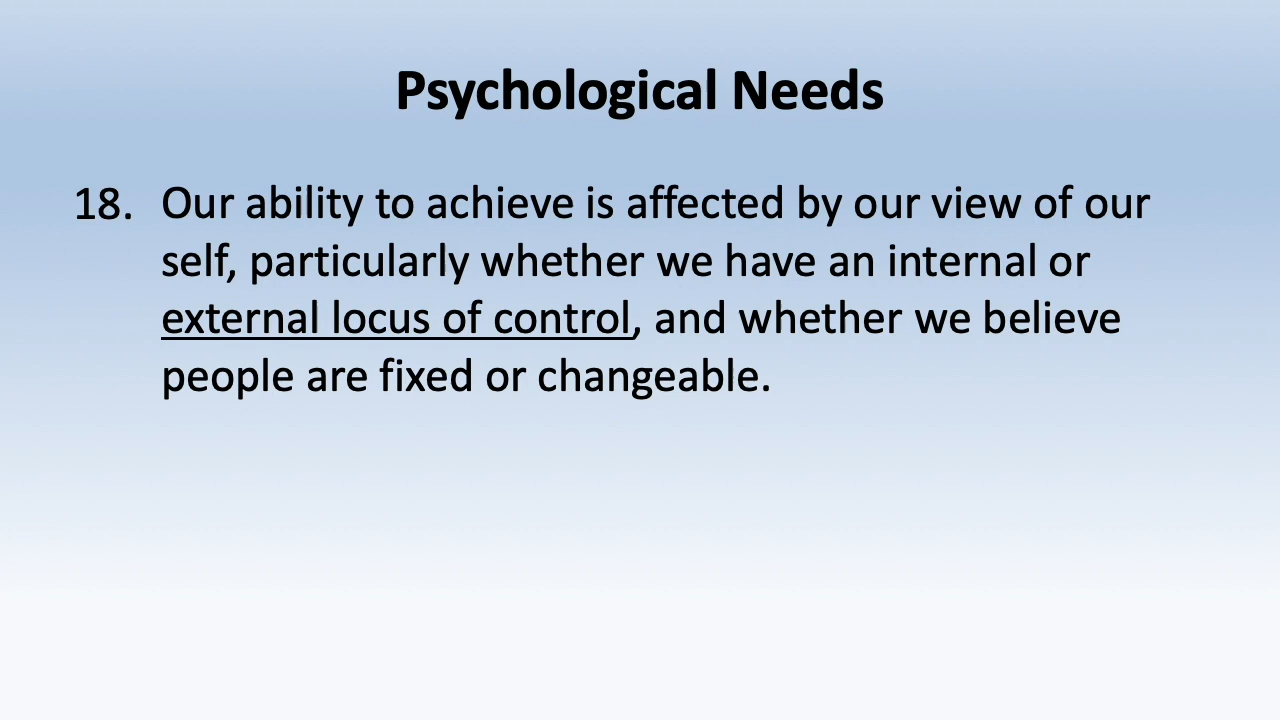 Psychological Needs
18. Our ability to achieve is affected by our view of our
self, particularly whether we have an internal or
external locus of control, and whether we believe
people are fixed or changeable.